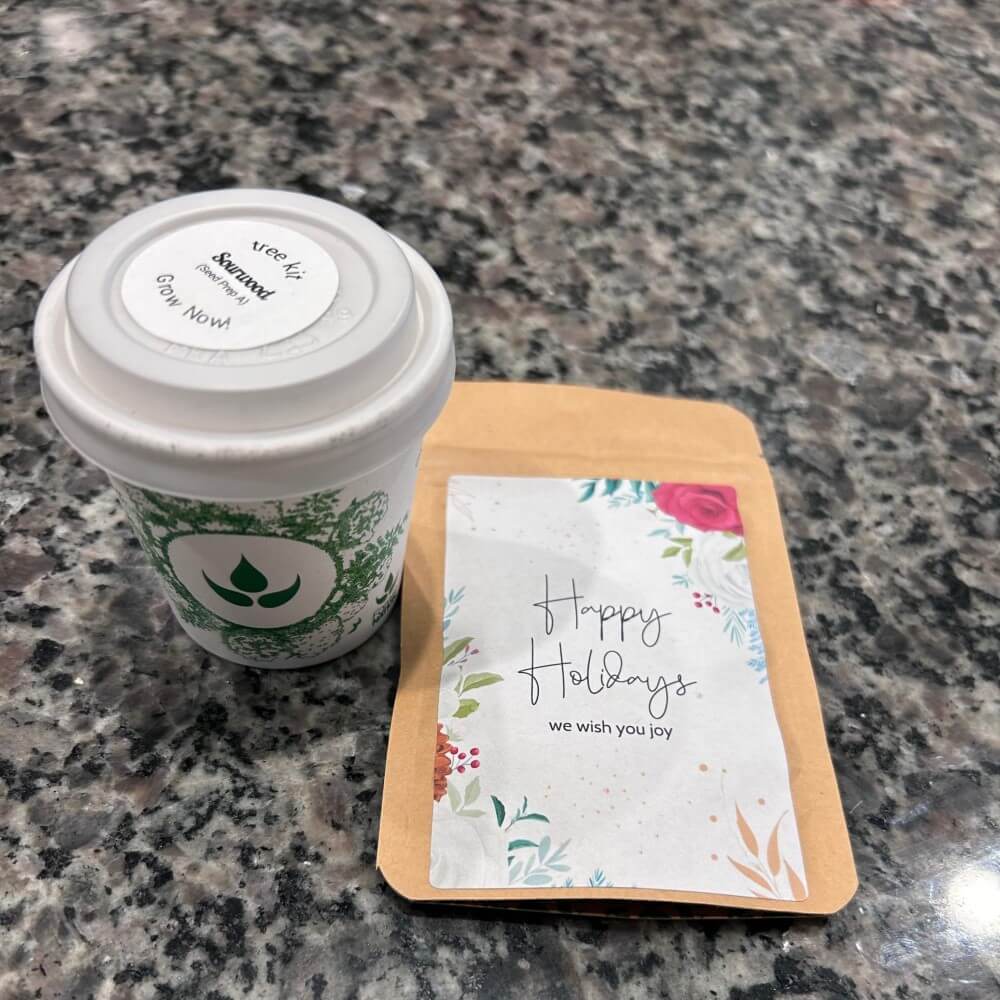 tree kit
Sourwood
(Seed Prep A)
Grow Now!
Happy
Holidays
we wish you joy